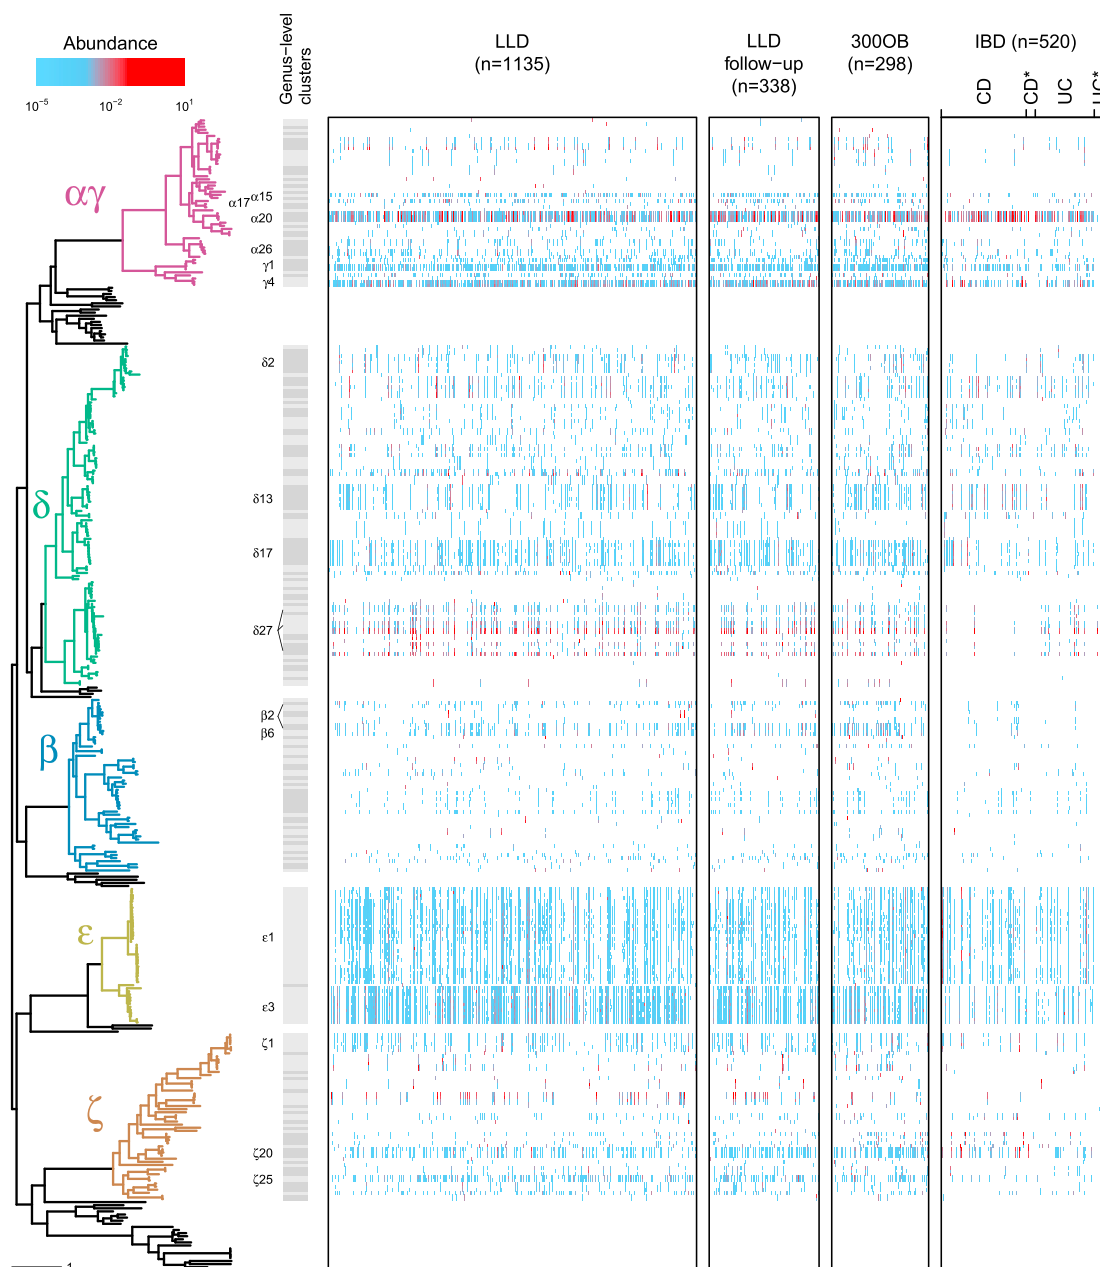 Abundance
10⁻⁵ 10⁻² 10¹
Genus−level
clusters
LLD
(n=1135)
LLD
follow−up
(n=338)
300OB
(n=298)
IBD (n=520)
CD
CD*
UC
UC*
αγ
α15
α17
α20
α26
γ1
γ4
δ
δ2
δ13
δ17
δ27
β
β2
β6
ε
ε1
ε3
ζ
ζ1
ζ20
ζ25
1